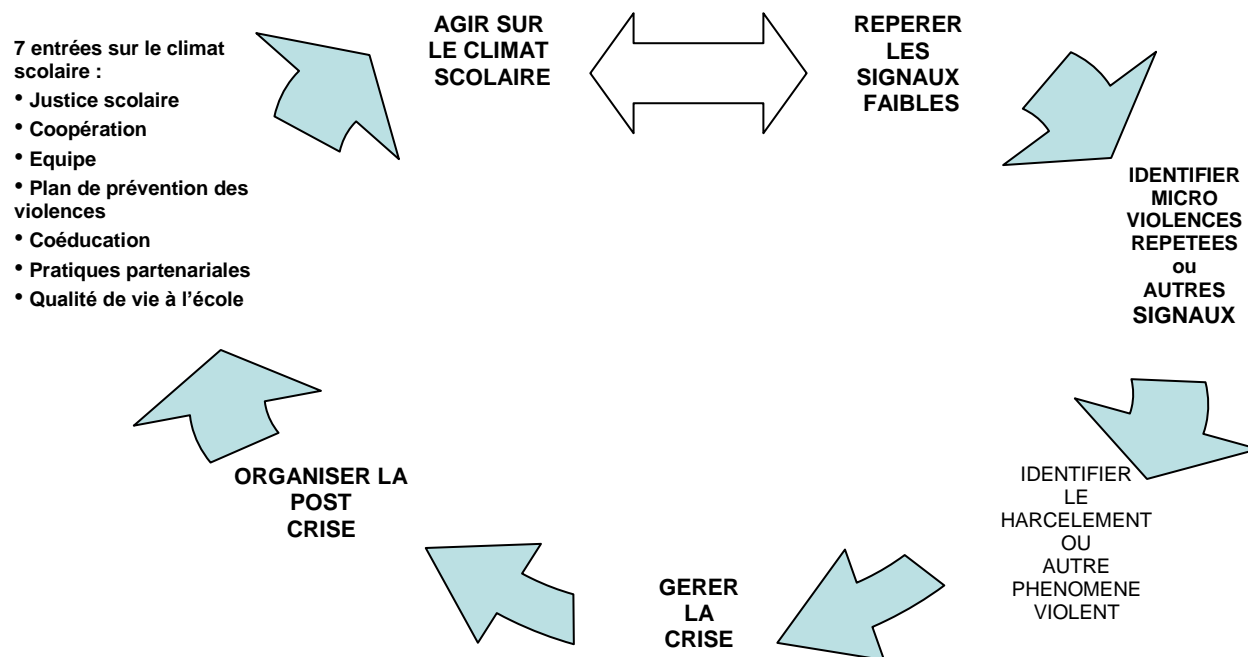 7 entrées sur le climat
scolaire :
• Justice scolaire
• Coopération
• Equipe
• Plan de prévention des
violences
• Coéducation
• Pratiques partenariales
• Qualité de vie à l’école
AGIR SUR
LE CLIMAT
SCOLAIRE
REPERER
LES
SIGNAUX
FAIBLES
IDENTIFIER
MICRO
VIOLENCES
REPETEES
ou
AUTRES
SIGNAUX
IDENTIFIER
LE
HARCELEMENT
OU
AUTRE
PHENOMENE
VIOLENT
GERER
LA
CRISE
ORGANISER LA
POST
CRISE